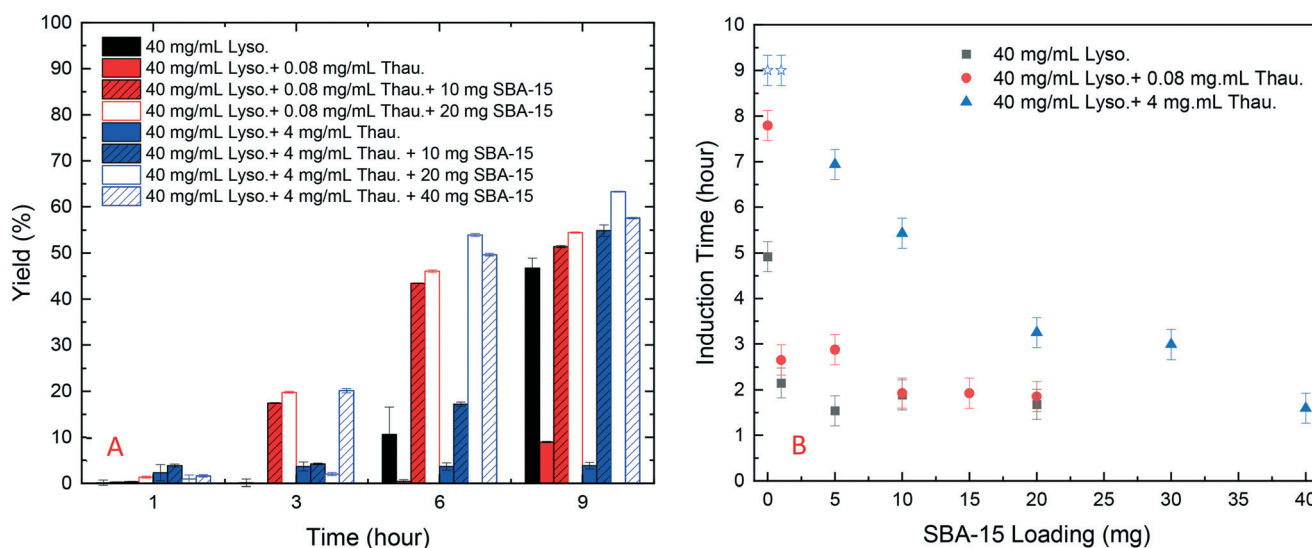 100
90
80
70
60
50
40
30
20
10
0
Yield (%)
40 mg/mL Lyso.
40 mg/mL Lyso.+ 0.08 mg/mL Thau.
40 mg/mL Lyso.+ 0.08 mg/mL Thau.+ 10 mg SBA-15
40 mg/mL Lyso.+ 0.08 mg/mL Thau.+ 20 mg SBA-15
40 mg/mL Lyso.+ 4 mg/mL Thau.
40 mg/mL Lyso.+ 4 mg/mL Thau. + 10 mg SBA-15
40 mg/mL Lyso.+ 4 mg/mL Thau. + 20 mg SBA-15
40 mg/mL Lyso.+ 4 mg/mL Thau. + 40 mg SBA-15
A
1 3 6 9
Time (hour)
10
9
8
7
6
5
4
3
2
1
0
Induction Time (hour)
40 mg/mL Lyso.
40 mg/mL Lyso.+ 0.08 mg.mL Thau.
40 mg/mL Lyso.+ 4 mg.mL Thau.
B
0 5 10 15 20 25 30 35 40
SBA-15 Loading (mg)